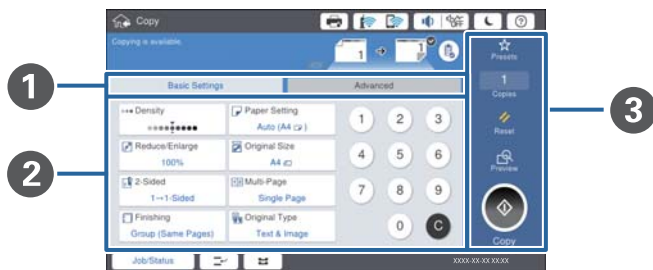 Copy
Copying is available.
1 1
Basic Settings Advanced
Density Paper Setting
Auto (A4)
Reduce/Enlarge Original Size
100% A4
2-Sided Multi-Page
1→1-Sided Single Page
Finishing Original Type
Group (Same Pages) Text & Image
1 2 3
4 5 6
7 8 9
0 C
Presets
1
Copies
Reset
Preview
Copy
Job/Status XXXX-XX-XX XX:XX
1
2
3